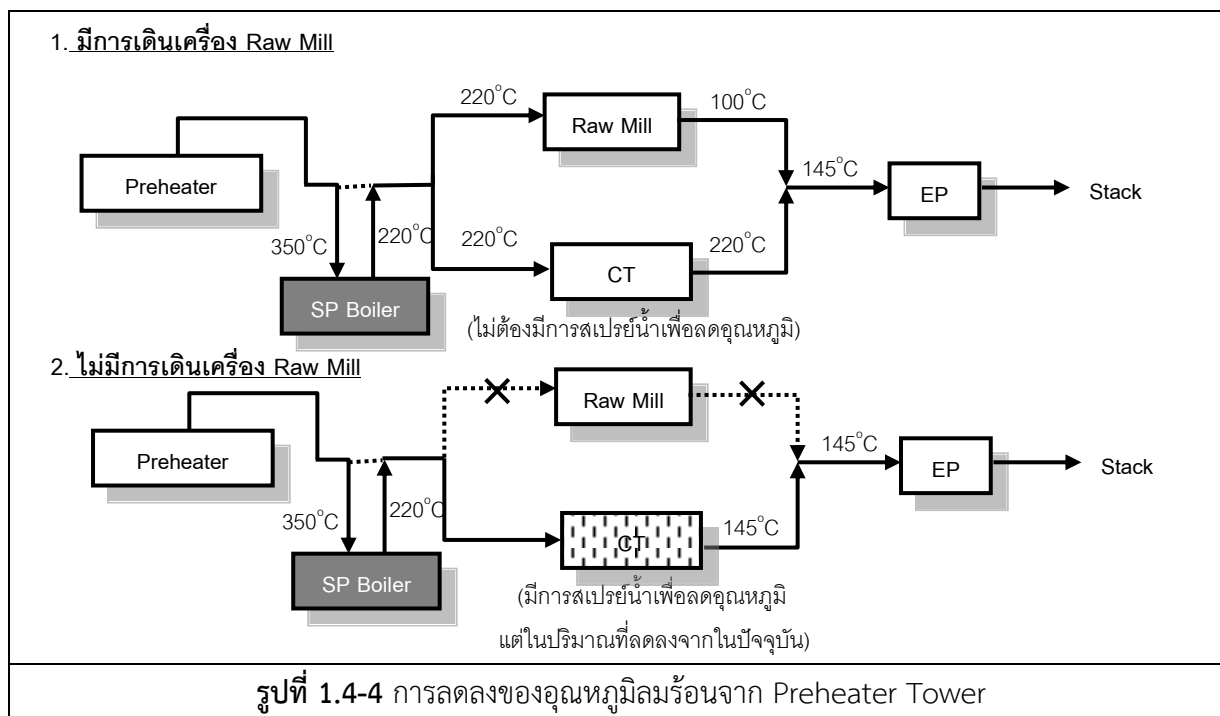 1. มีการเดินเครื่อง Raw Mill
220°C
100°C
Raw Mill
145°C
Preheater
EP
Stack
350°C
220°C
220°C
220°C
CT
SP Boiler
(ไม่ต้องมีการสเปรย์น้ำเพื่อลดอุณหภูมิ)
2. ไม่มีการเดินเครื่อง Raw Mill
Raw Mill
145°C
Preheater
EP
Stack
350°C
220°C
CT
145°C
SP Boiler
(มีการสเปรย์น้ำเพื่อลดอุณหภูมิ
แต่ในปริมาณที่ลดลงจากในปัจจุบัน)
รูปที่ 1.4-4 การลดลงของอุณหภูมิลมร้อนจาก Preheater Tower